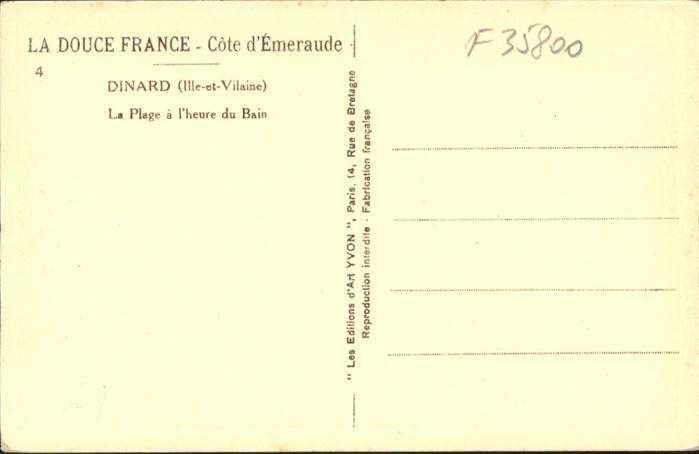 LA DOUCE FRANCE - Côte d'Émeraude
4
DINARD (Ille-et-Vilaine)
La Plage à l'heure du Bain
" Les Editions d'Art YVON ", Paris, 14, Rue de Bretagne
Reproduction interdite - Fabrication française
F 35800